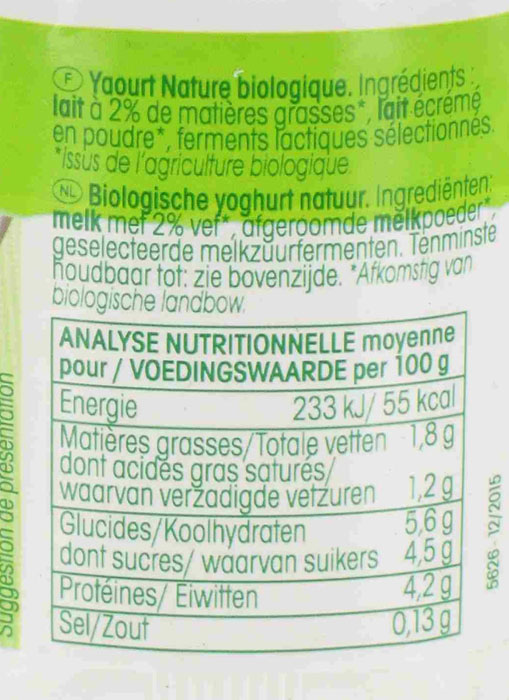 F Yaourt Nature biologique. Ingrédients :
lait à 2% de matières grasses*, lait écrémé
en poudre*, ferments lactiques sélectionnés.
*issus de l'agriculture biologique
NL Biologische yoghurt natuur. Ingrediënten:
melk met 2% vet*, afgeroomde melkpoeder*,
geselecteerde melkzuurfermenten. Tenminste
houdbaar tot: zie bovenzijde. *Afkomstig van
biologische landbow.
ANALYSE NUTRITIONNELLE moyenne
pour / VOEDINGSWAARDE per 100 g
Energie 233 kJ/ 55 kcal
Matières grasses/Totale vetten 1,8 g
dont acides gras saturés/
waarvan verzadigde vetzuren 1,2 g
Glucides/Koolhydraten 5,6 g
dont sucres/ waarvan suikers 4,5 g
Protéines/ Eiwitten 4,2 g
Sel/Zout 0,13 g
Suggestion de présentation
5626 - 12/2015